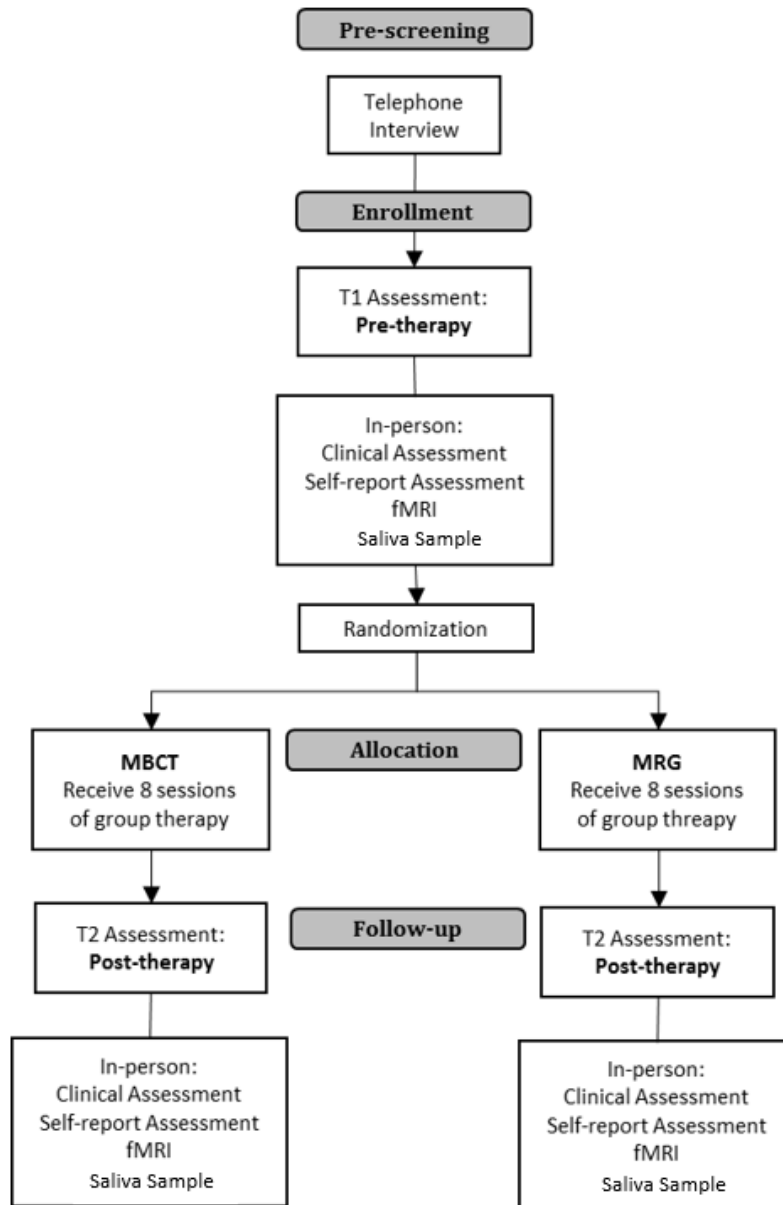 Pre-screening
Telephone
Interview
Enrollment
T1 Assessment:
Pre-therapy
In-person:
Clinical Assessment
Self-report Assessment
fMRI
Saliva Sample
Randomization
MBCT
Receive 8 sessions
of group therapy
Allocation
MRG
Receive 8 sessions
of group threapy
T2 Assessment:
Post-therapy
Follow-up
T2 Assessment:
Post-therapy
In-person:
Clinical Assessment
Self-report Assessment
fMRI
Saliva Sample
In-person:
Clinical Assessment
Self-report Assessment
fMRI
Saliva Sample